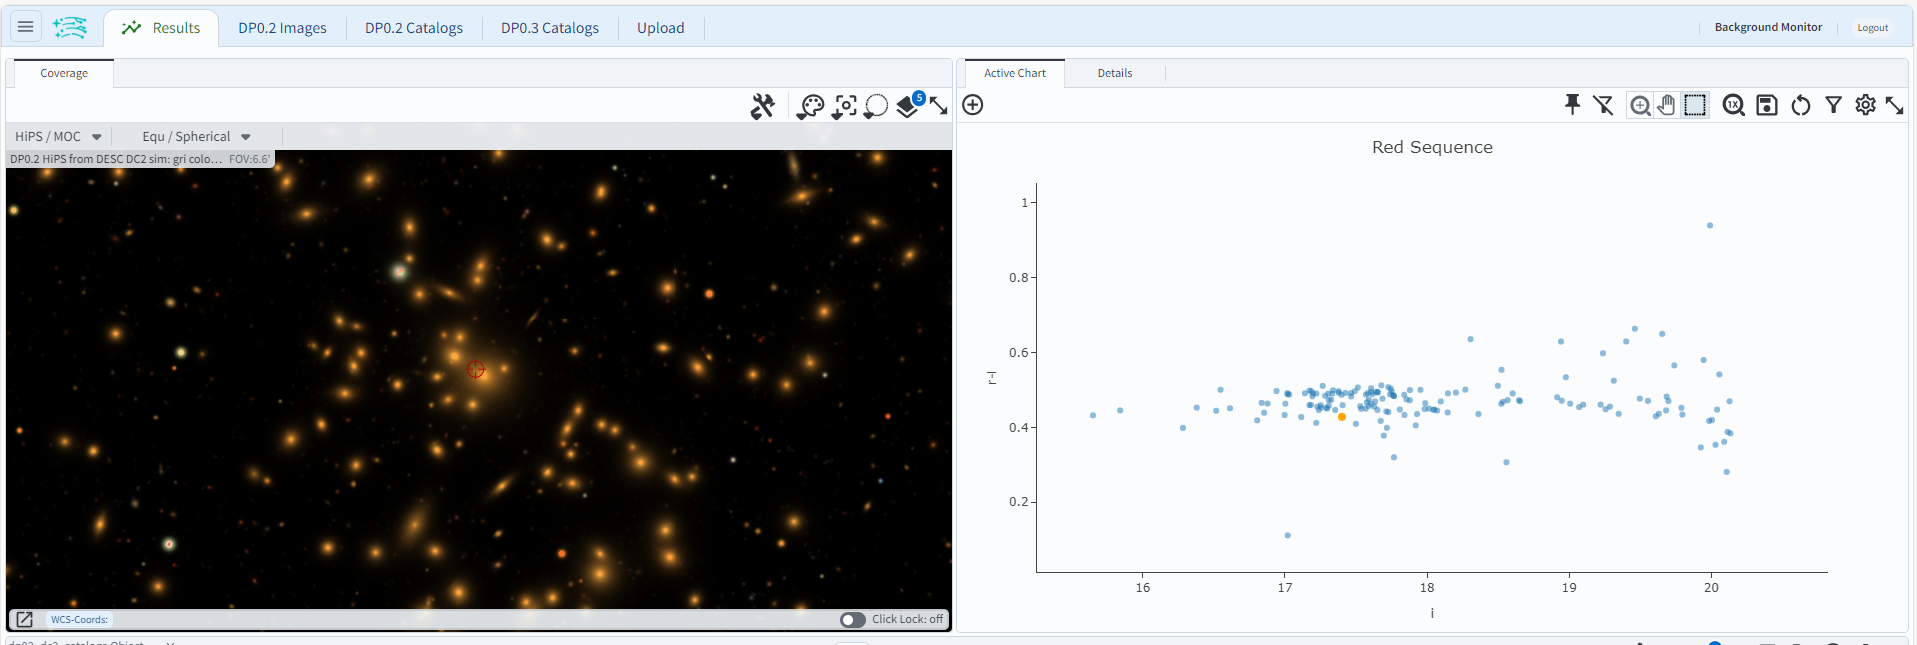 Results DP0.2 Images DP0.2 Catalogs DP0.3 Catalogs Upload Background Monitor Logout
Coverage
5
HiPS / MOC Equ / Spherical
DP0.2 HiPS from DESC DC2 sim: gri colo... FOV:6.6'
WCS-Coords: Click Lock: off
Active Chart Details
1X
Red Sequence
1
0.8
0.6
0.4
0.2
r-i
16 17 18 19 20
i